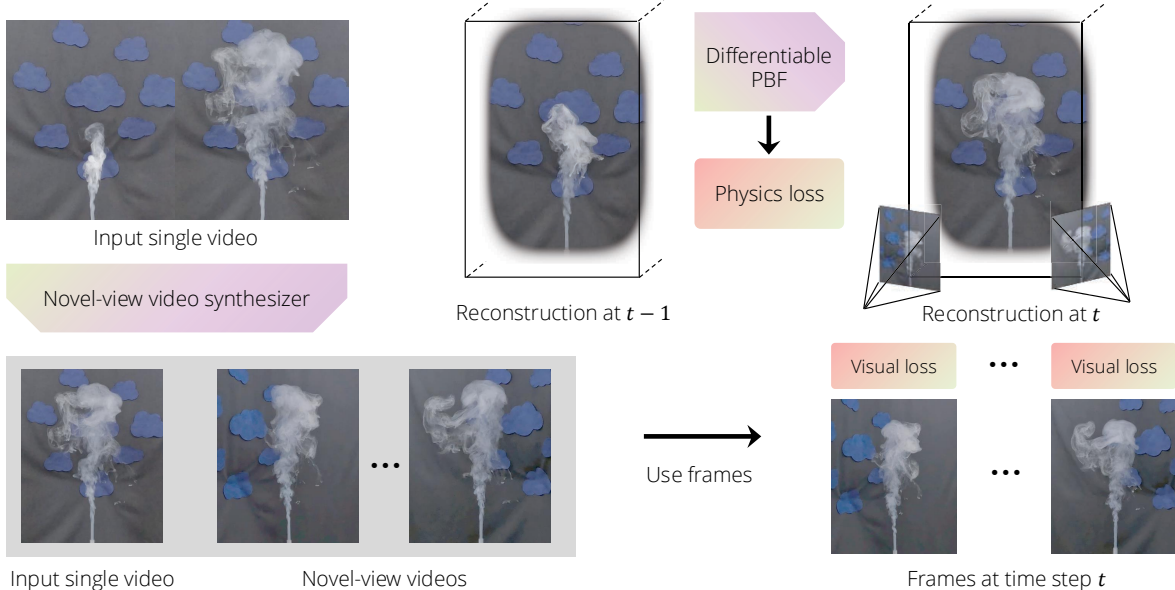 Input single video
Novel-view video synthesizer
Input single video
Novel-view videos
Reconstruction at t − 1
Differentiable
PBF
Physics loss
Reconstruction at t
Use frames
Visual loss
...
Visual loss
Frames at time step t